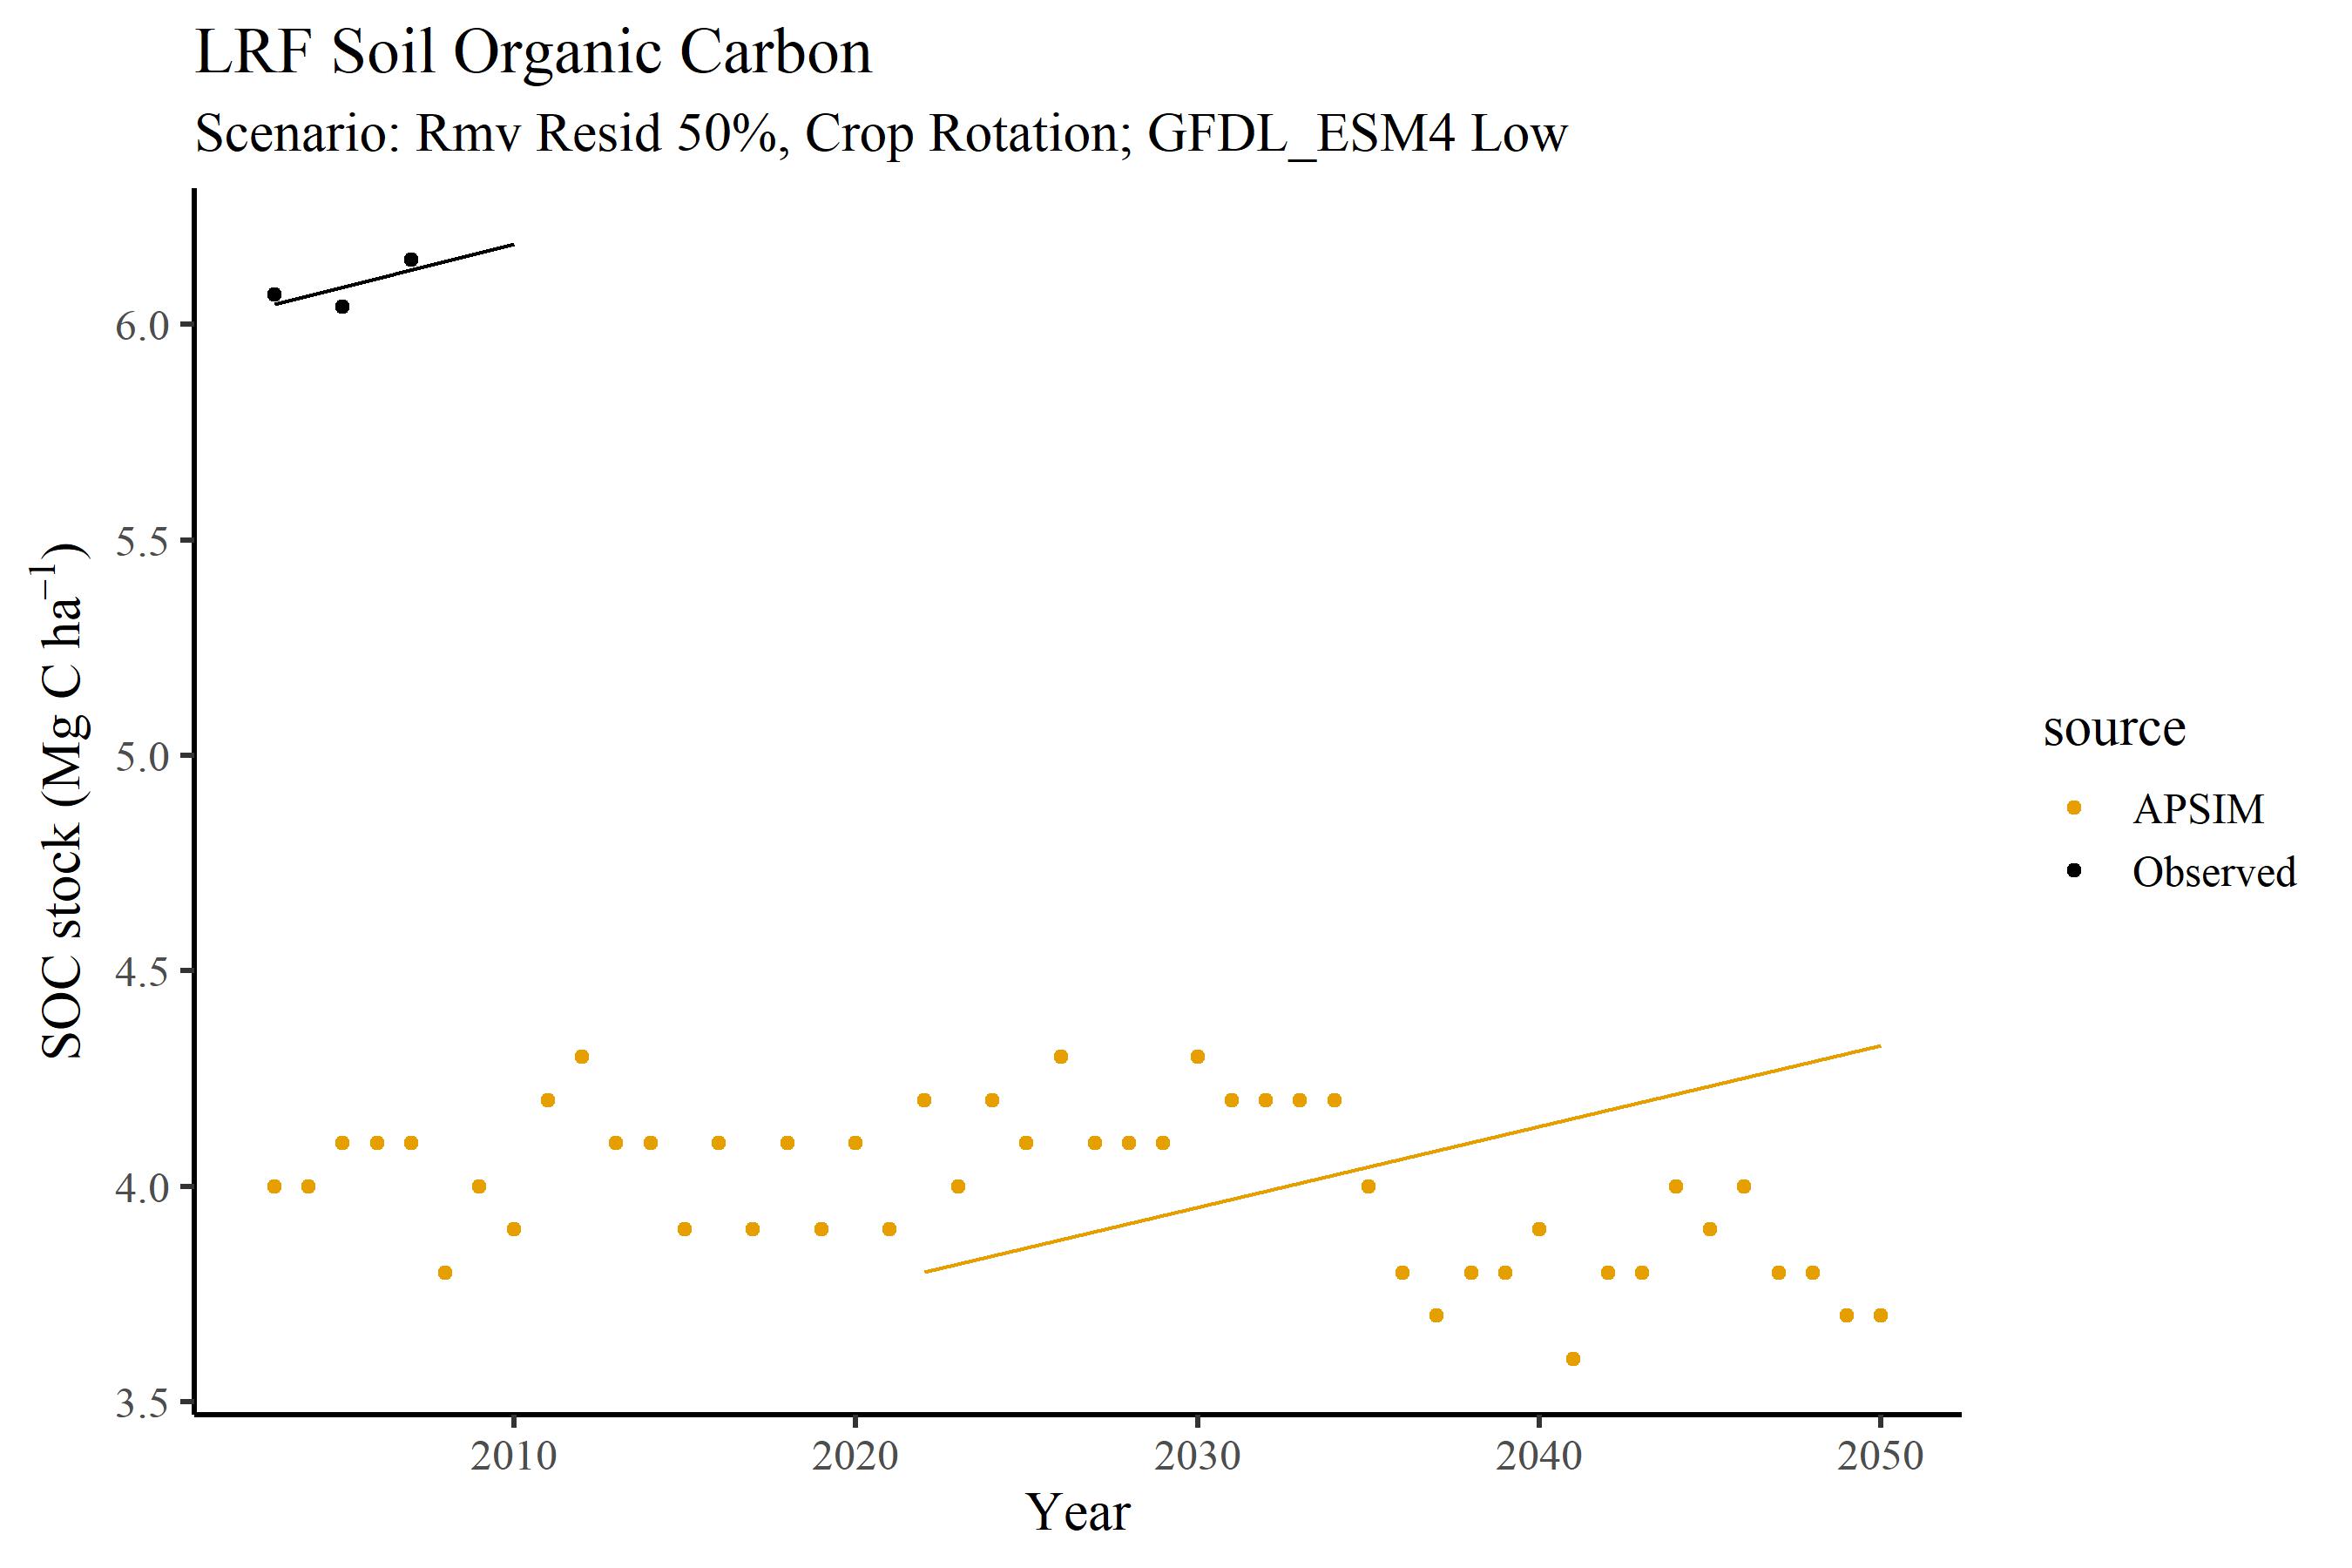 LRF Soil Organic Carbon
Scenario: Rmv Resid 50%, Crop Rotation; GFDL_ESM4 Low
SOC stock (Mg C ha⁻¹)
6.0
5.5
5.0
4.5
4.0
3.5
2010
2020
2030
2040
2050
Year
source
APSIM
Observed